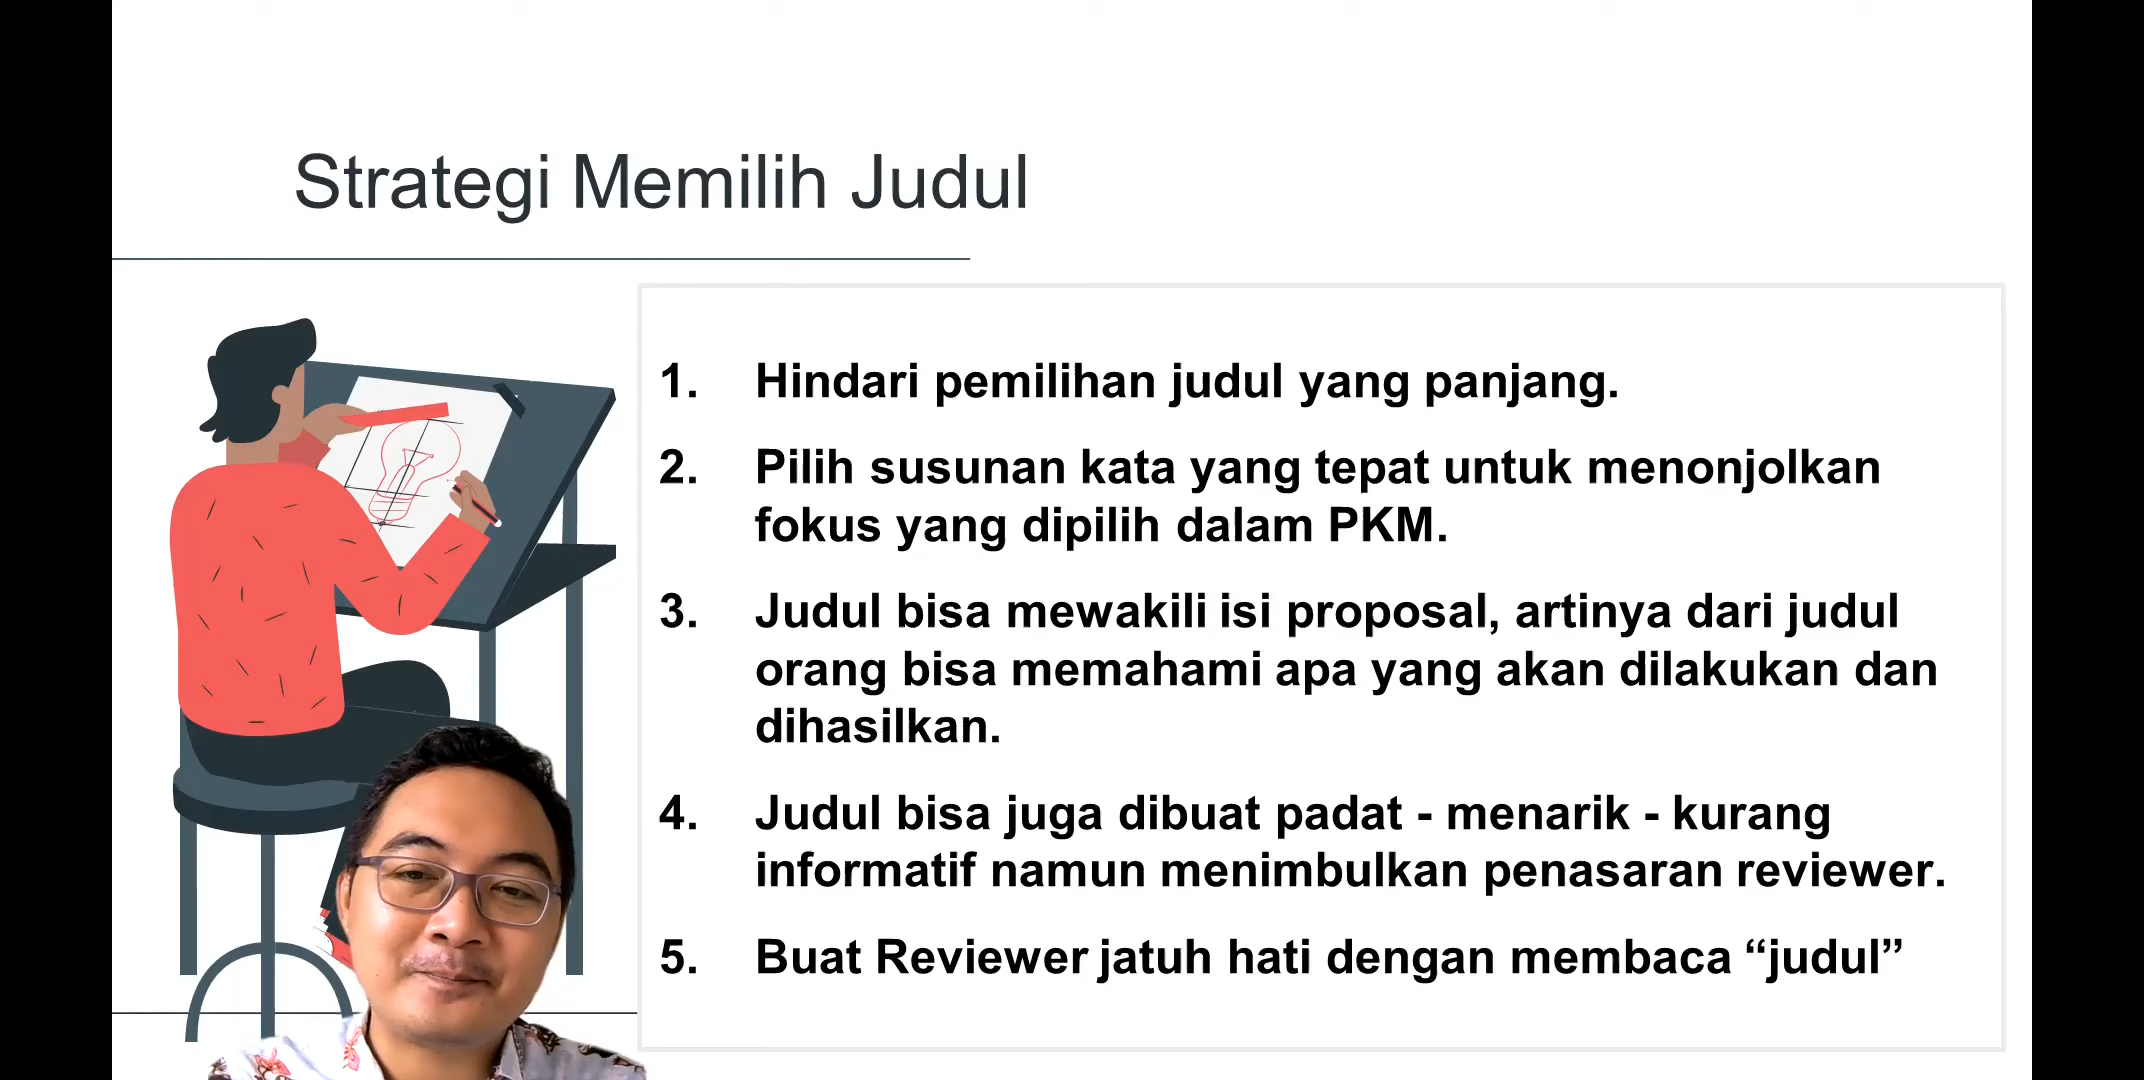 Strategi Memilih Judul
1. Hindari pemilihan judul yang panjang.
2. Pilih susunan kata yang tepat untuk menonjolkan
fokus yang dipilih dalam PKM.
3. Judul bisa mewakili isi proposal, artinya dari judul
orang bisa memahami apa yang akan dilakukan dan
dihasilkan.
4. Judul bisa juga dibuat padat - menarik - kurang
informatif namun menimbulkan penasaran reviewer.
5. Buat Reviewer jatuh hati dengan membaca “judul”